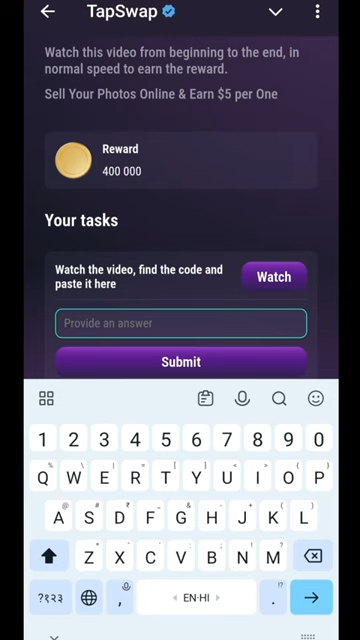 TapSwap
Watch this video from beginning to the end, in
normal speed to earn the reward.
Sell Your Photos Online & Earn $5 per One
Reward
400 000
Your tasks
Watch the video, find the code and
paste it here
Watch
Provide an answer
Submit
1 2 3 4 5 6 7 8 9 0
Q W E R T Y U I O P
A S D F G H J K L
Z X C V B N M
?१२३ , EN·HI .